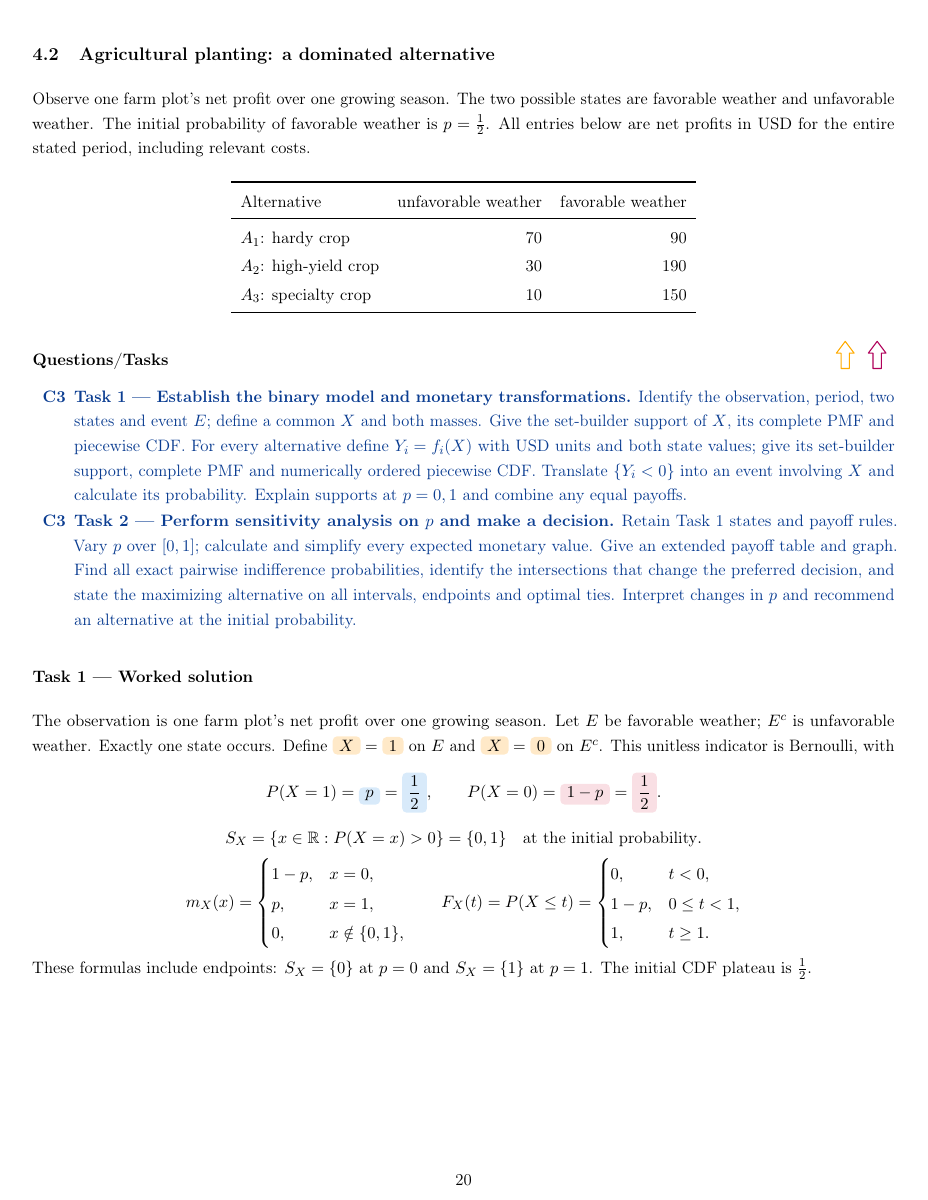 4.2 Agricultural planting: a dominated alternative
Observe one farm plot's net profit over one growing season. The two possible states are favorable weather and unfavorable
weather. The initial probability of favorable weather is p = 1/2. All entries below are net profits in USD for the entire
stated period, including relevant costs.
Alternative unfavorable weather favorable weather
A₁: hardy crop 70 90
A₂: high-yield crop 30 190
A₃: specialty crop 10 150
Questions/Tasks
C3 Task 1 — Establish the binary model and monetary transformations. Identify the observation, period, two
states and event E; define a common X and both masses. Give the set-builder support of X, its complete PMF and
piecewise CDF. For every alternative define Yᵢ = fᵢ(X) with USD units and both state values; give its set-builder
support, complete PMF and numerically ordered piecewise CDF. Translate {Yᵢ < 0} into an event involving X and
calculate its probability. Explain supports at p = 0, 1 and combine any equal payoffs.
C3 Task 2 — Perform sensitivity analysis on p and make a decision. Retain Task 1 states and payoff rules.
Vary p over [0, 1]; calculate and simplify every expected monetary value. Give an extended payoff table and graph.
Find all exact pairwise indifference probabilities, identify the intersections that change the preferred decision, and
state the maximizing alternative on all intervals, endpoints and optimal ties. Interpret changes in p and recommend
an alternative at the initial probability.
Task 1 — Worked solution
The observation is one farm plot's net profit over one growing season. Let E be favorable weather; Eᶜ is unfavorable
weather. Exactly one state occurs. Define X = 1 on E and X = 0 on Eᶜ. This unitless indicator is Bernoulli, with
P(X = 1) = p = 1/2, P(X = 0) = 1 − p = 1/2.
S_X = {x ∈ ℝ : P(X = x) > 0} = {0, 1} at the initial probability.
m_X(x) = { 1 − p, x = 0, p, x = 1, 0, x ∉ {0, 1}, F_X(t) = P(X ≤ t) = { 0, t < 0, 1 − p, 0 ≤ t < 1, 1, t ≥ 1.
These formulas include endpoints: S_X = {0} at p = 0 and S_X = {1} at p = 1. The initial CDF plateau is 1/2.
20